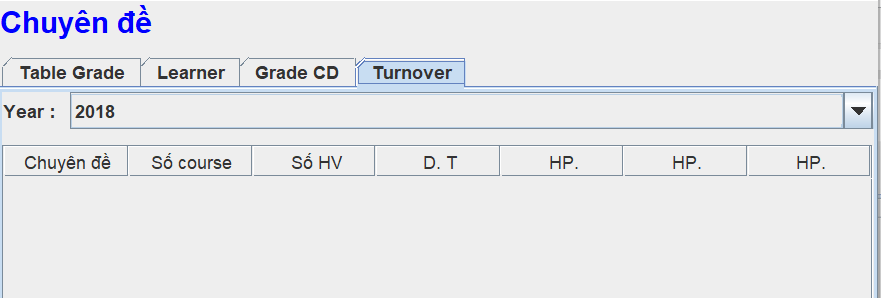 Chuyên đề
Table Grade Learner Grade CD Turnover
Year : 2018
Chuyên đề Số course Số HV D. T HP. HP. HP.